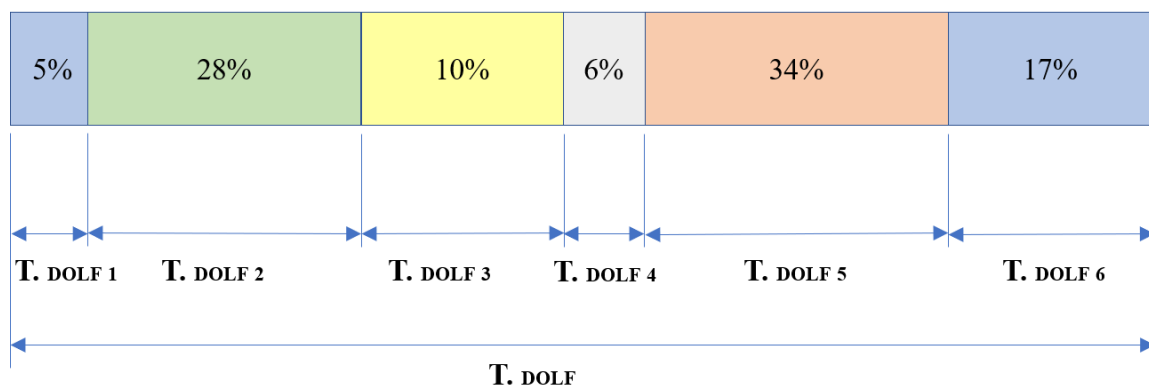 5% 28% 10% 6% 34% 17%
T. DOLF 1 T. DOLF 2 T. DOLF 3 T. DOLF 4 T. DOLF 5 T. DOLF 6
T. DOLF